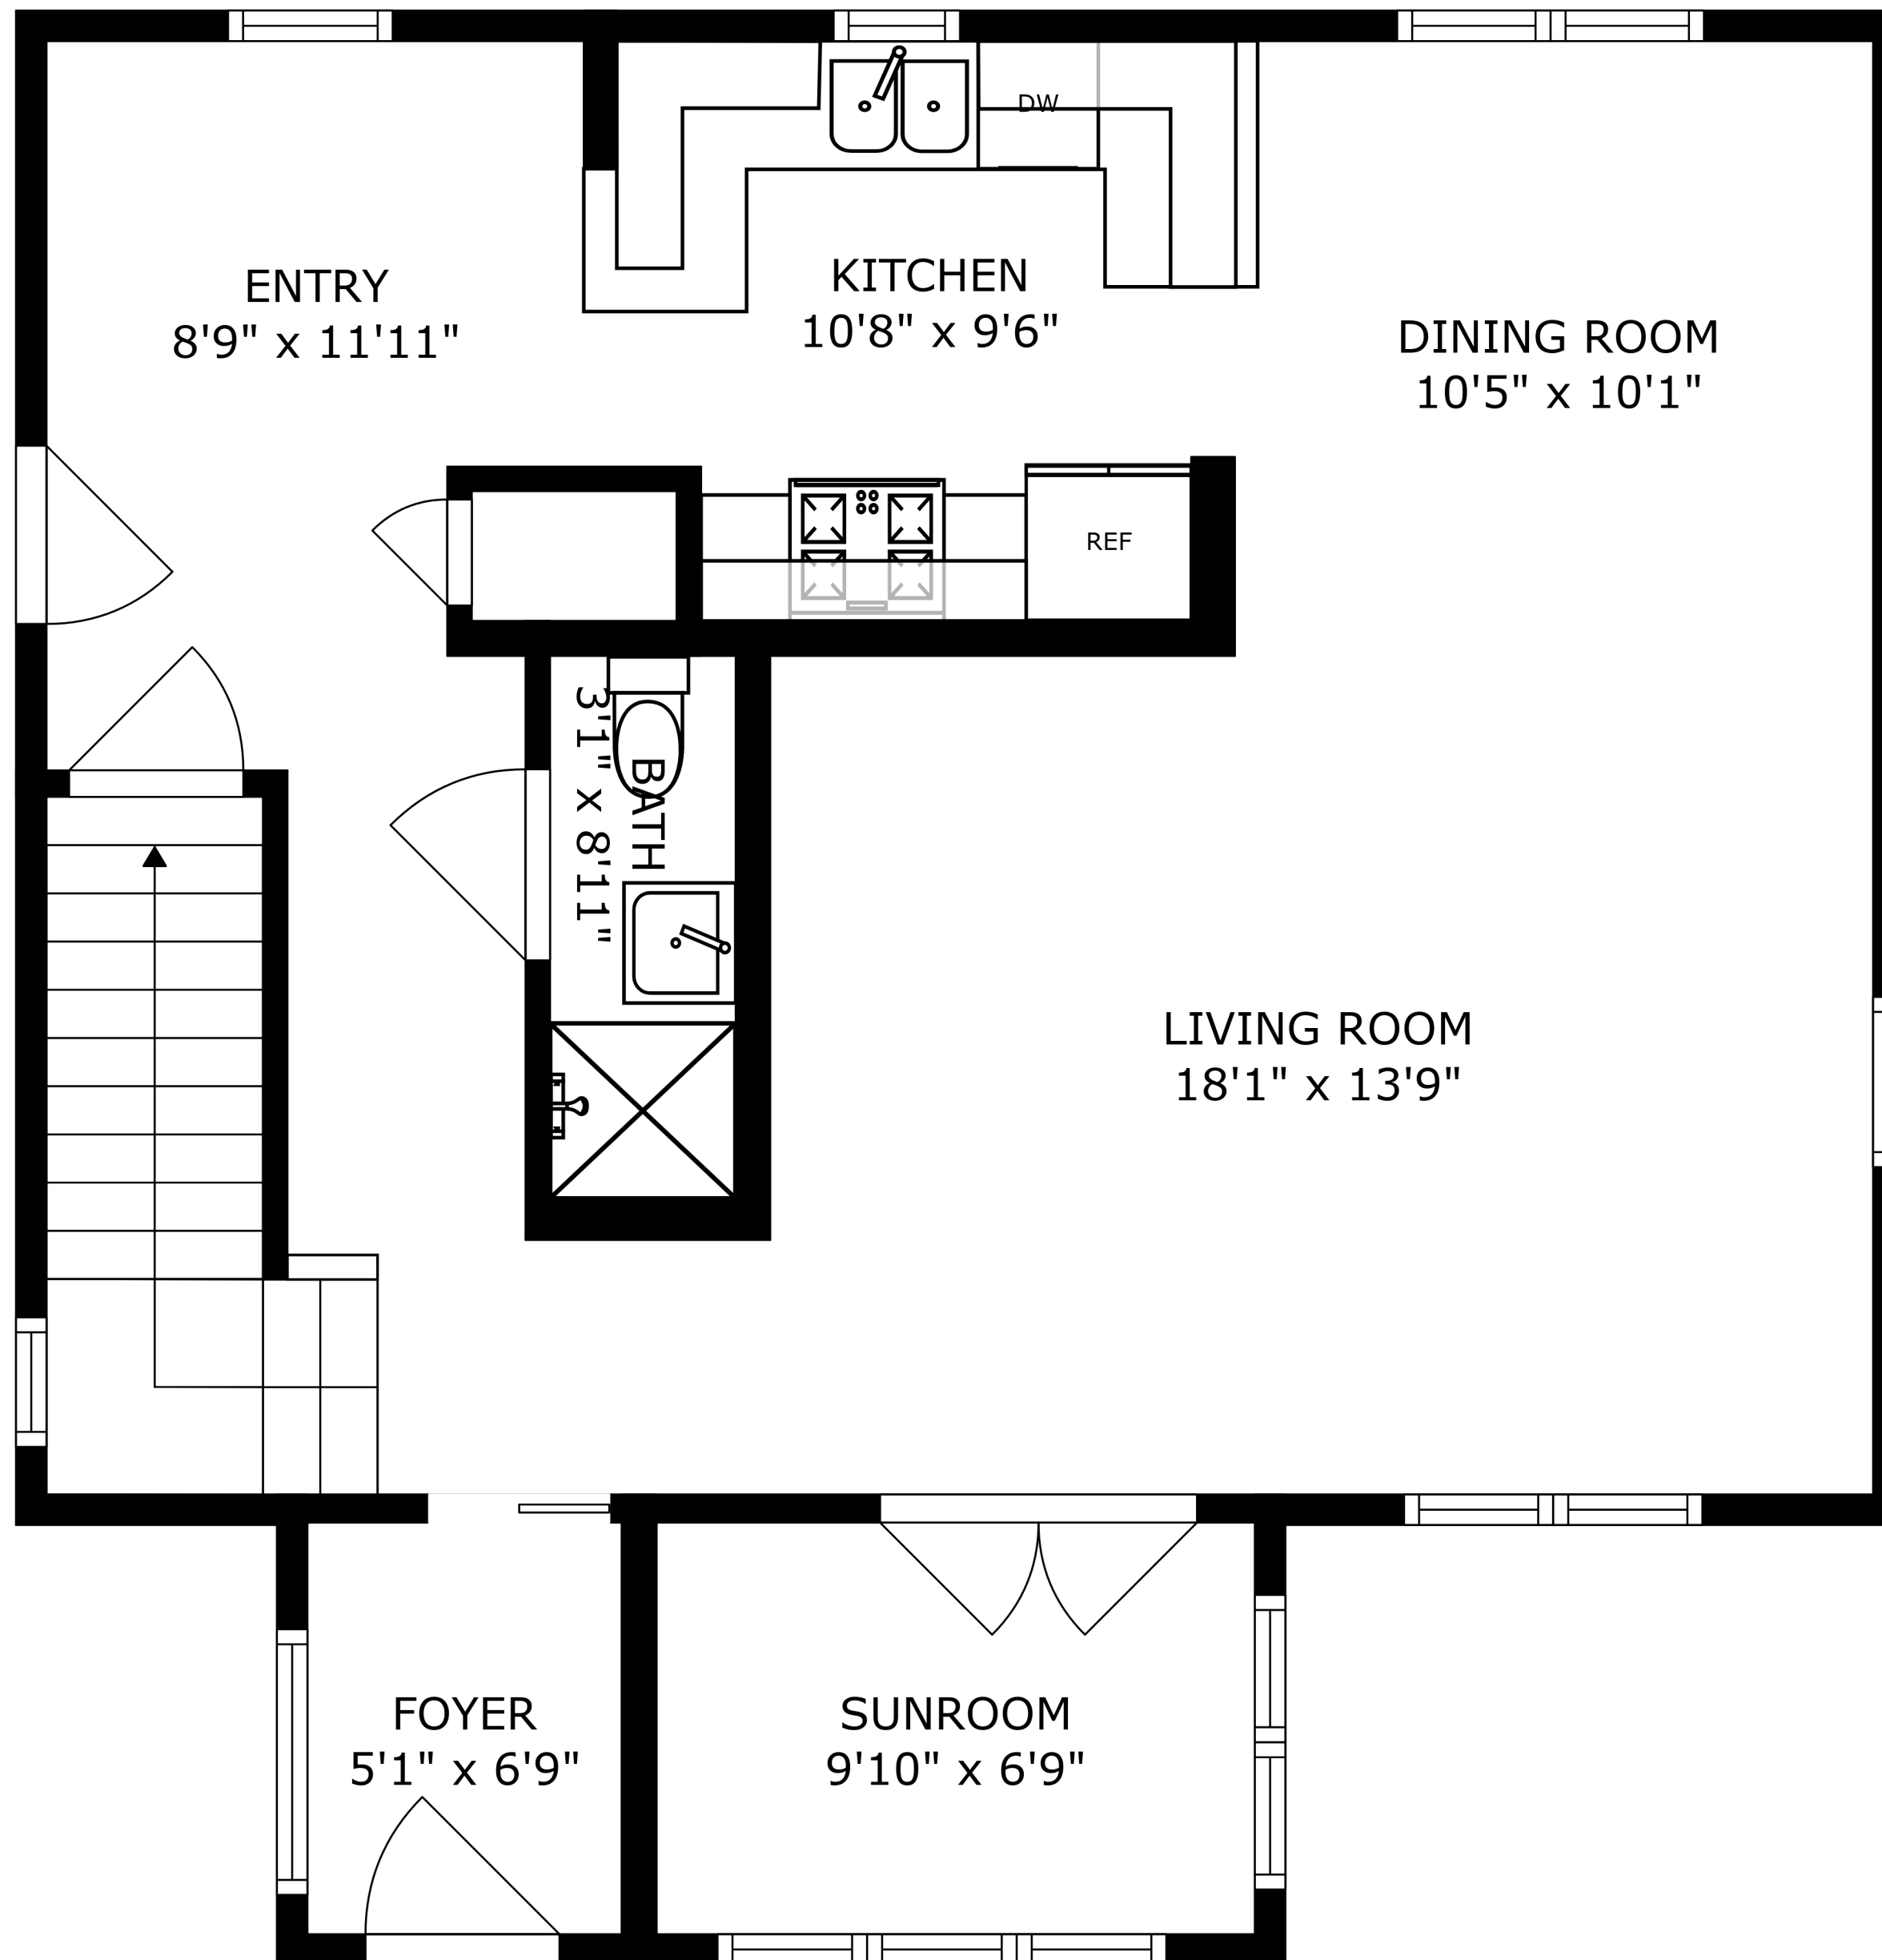 DW
ENTRY
8'9" x 11'11"
KITCHEN
10'8" x 9'6"
DINING ROOM
10'5" x 10'1"
REF
BATH
3'1" x 8'11"
LIVING ROOM
18'1" x 13'9"
FOYER
5'1" x 6'9"
SUNROOM
9'10" x 6'9"